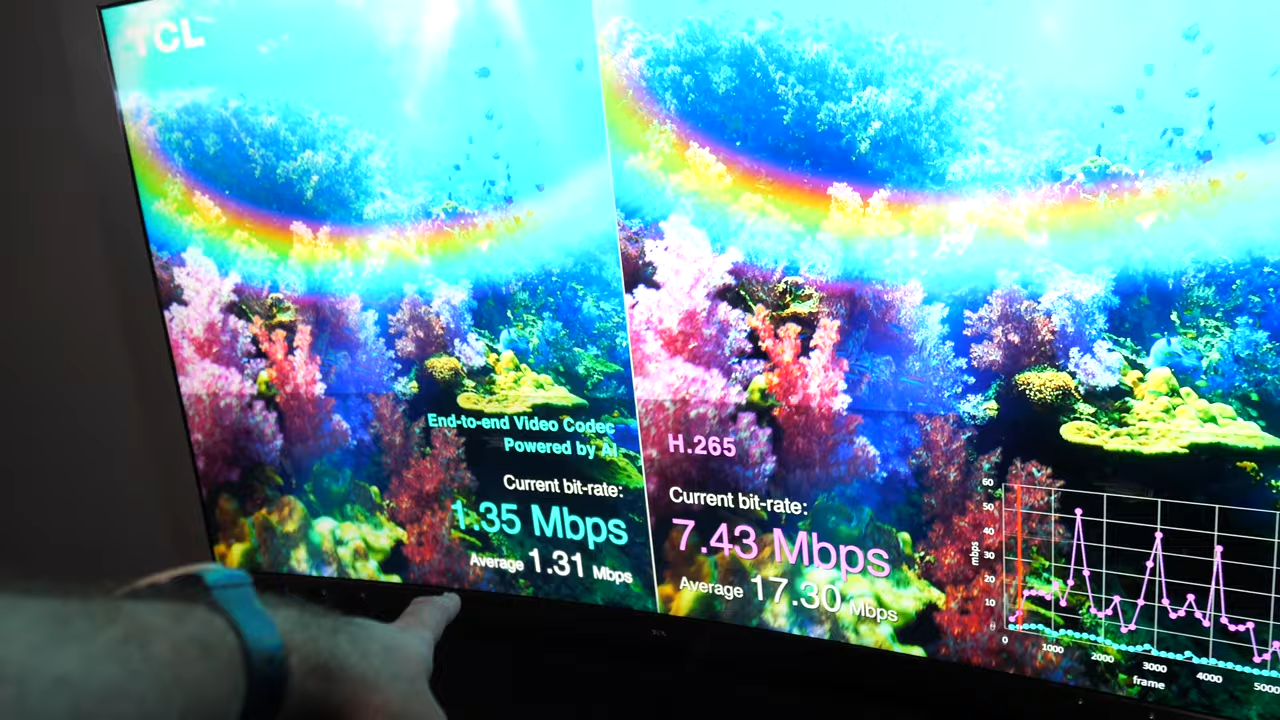 TCL
End-to-end Video Codec
Powered by AI
Current bit-rate:
1.35 Mbps
Average 1.31 Mbps
H.265
Current bit-rate:
7.43 Mbps
Average 17.30 Mbps
60
50
40
30
20
10
0
mbps
0 1000 2000 3000 4000 5000
frame
TCL